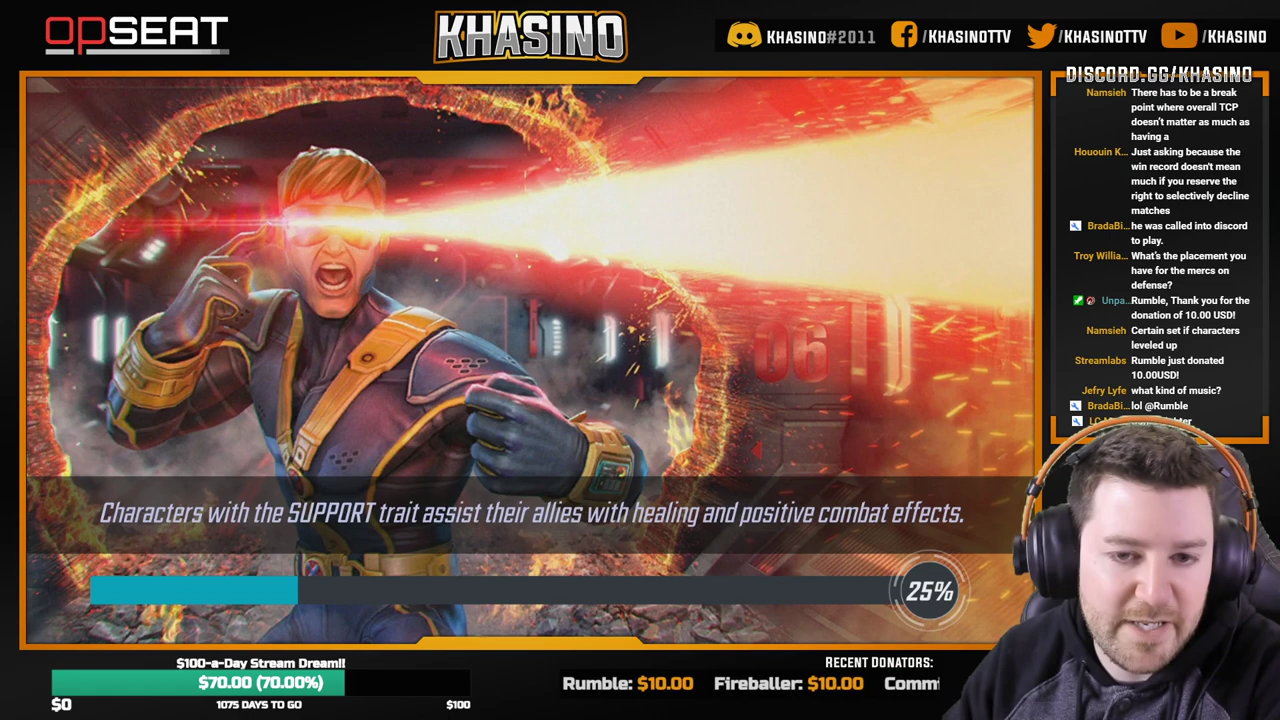 opSEAT
KHASINO
KHASINO#2011
/KHASINOTTV
/KHASINOTTV
/KHASINO
DISCORD.GG/KHASINO
Namsieh There has to be a break
point where overall TCP
doesn't matter as much as
having a
Hououin K... Just asking because the
win record doesn't mean
much if you reserve the
right to selectively decline
matches
BradaBi... he was called into discord
to play.
Troy Willia... What's the placement you
have for the mercs on
defense?
Unpa... Rumble, Thank you for the
donation of 10.00 USD!
Namsieh Certain set if characters
leveled up
Streamlabs Rumble just donated
10.00USD!
Jefry Lyfe what kind of music?
BradaBi... lol @Rumble
06
Characters with the SUPPORT trait assist their allies with healing and positive combat effects.
25%
$100-a-Day Stream Dream!!
$70.00 (70.00%)
$0
1075 DAYS TO GO
$100
RECENT DONATORS:
Rumble: $10.00 Fireballer: $10.00